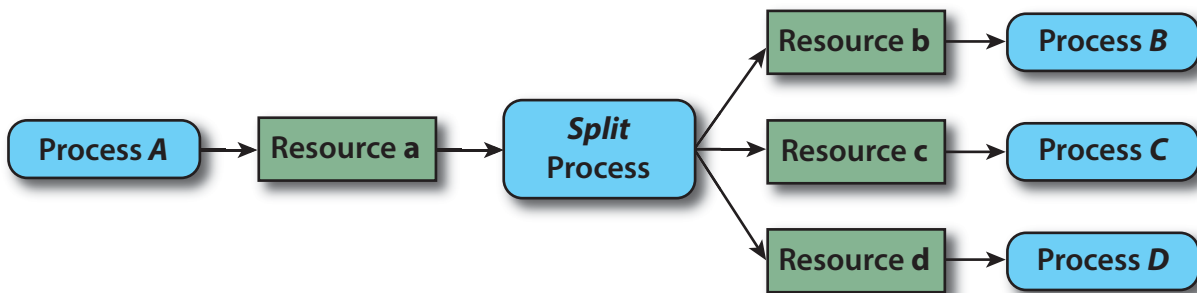 Process A
Resource a
Split
Process
Resource b
Process B
Resource c
Process C
Resource d
Process D